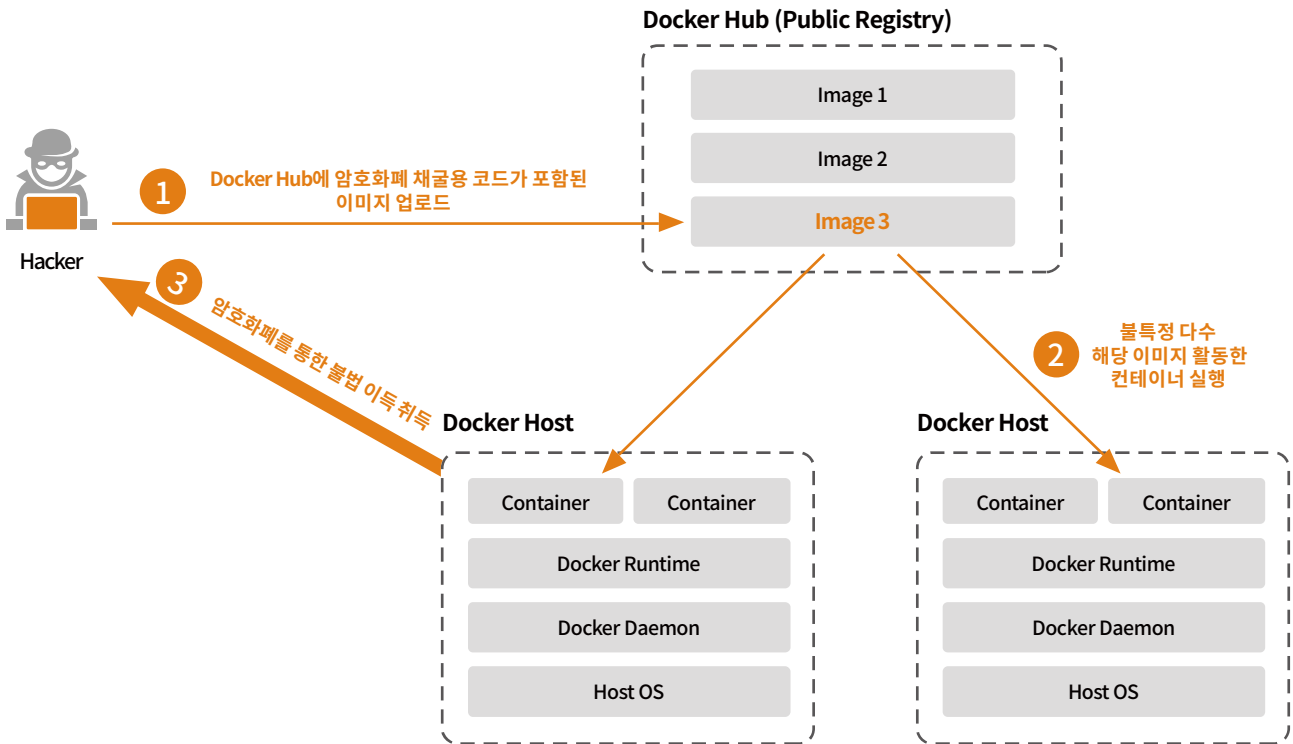 Docker Hub (Public Registry)
Image 1
Image 2
Image 3
1
Docker Hub에 암호화폐 채굴용 코드가 포함된
이미지 업로드
Hacker
3
암호화폐를 통한 불법 이득 취득
2
불특정 다수
해당 이미지 활동한
컨테이너 실행
Docker Host
Container
Container
Docker Runtime
Docker Daemon
Host OS
Docker Host
Container
Container
Docker Runtime
Docker Daemon
Host OS